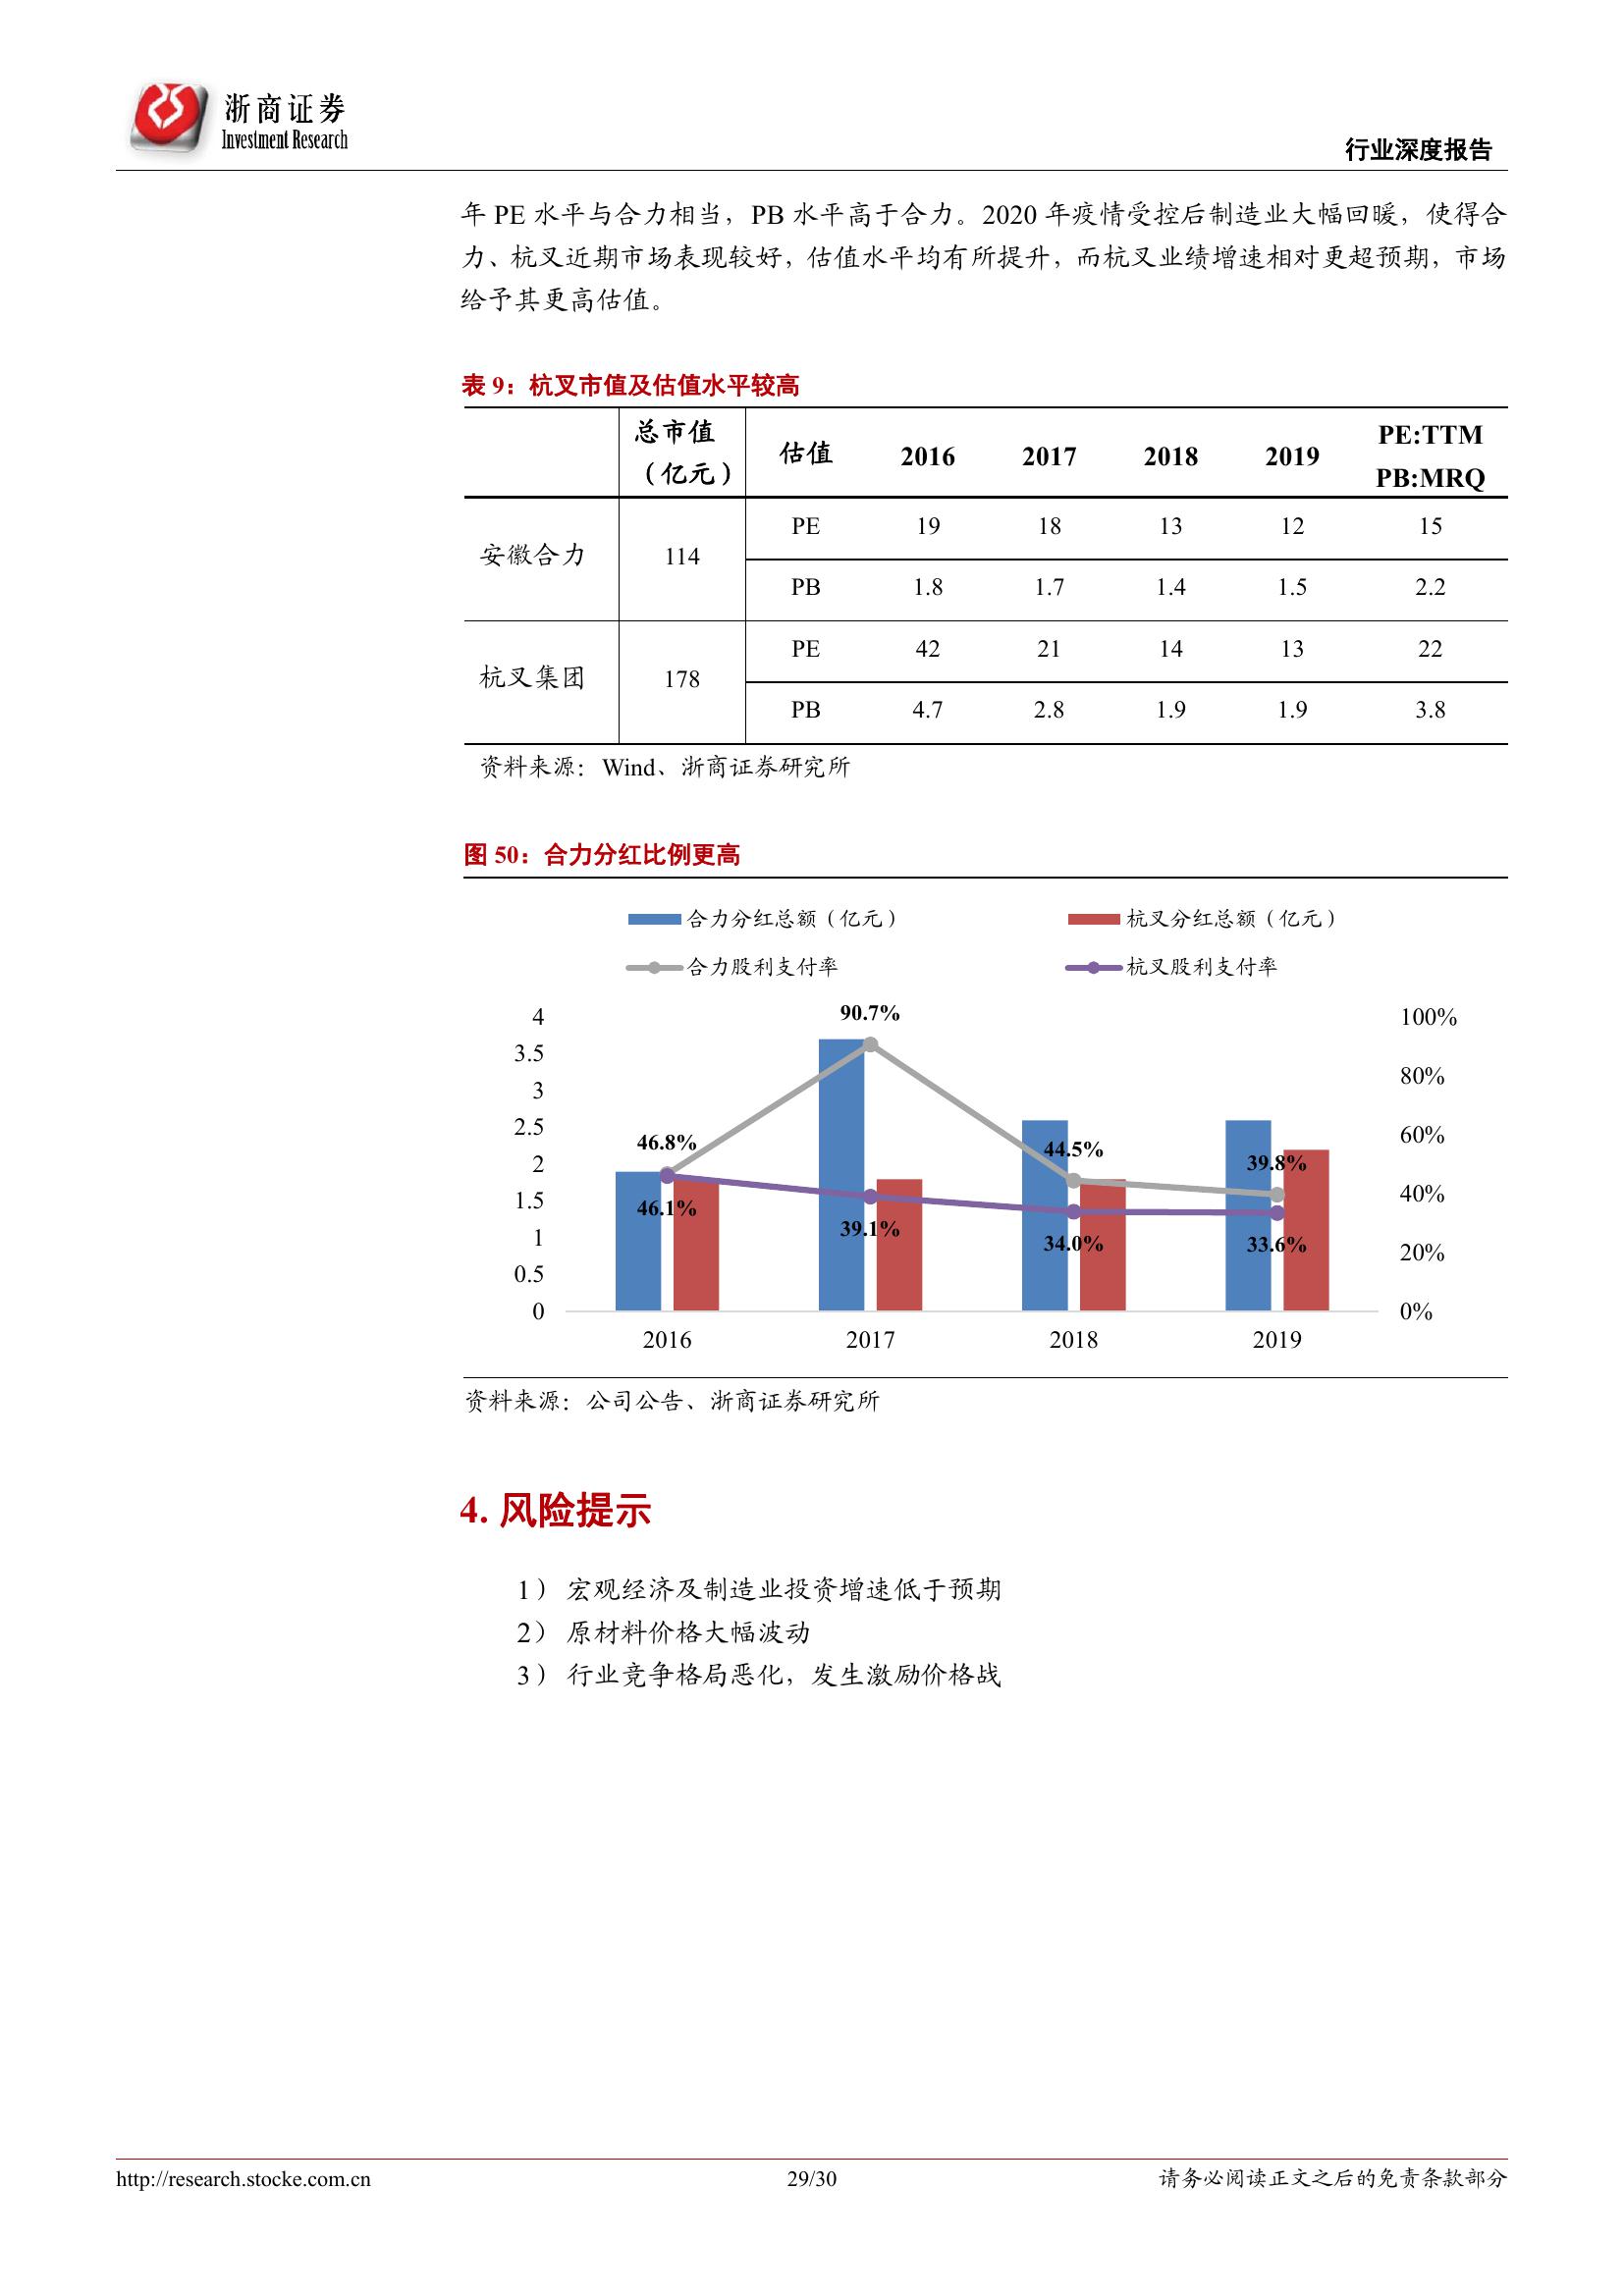 浙商证券
Investment Research
行业深度报告
年 PE 水平与合力相当，PB 水平高于合力。2020 年疫情受控后制造业大幅回暖，使得合
力、杭叉近期市场表现较好，估值水平均有所提升，而杭叉业绩增速相对更超预期，市场
给予其更高估值。
表 9：杭叉市值及估值水平较高
总市值
（亿元）
估值 2016 2017 2018 2019
PE:TTM
PB:MRQ
安徽合力 114
PE 19 18 13 12 15
PB 1.8 1.7 1.4 1.5 2.2
杭叉集团 178
PE 42 21 14 13 22
PB 4.7 2.8 1.9 1.9 3.8
资料来源：Wind、浙商证券研究所
图 50：合力分红比例更高
合力分红总额（亿元） 杭叉分红总额（亿元）
合力股利支付率 杭叉股利支付率
4
3.5
3
2.5
2
1.5
1
0.5
0
90.7%
46.8%
44.5%
39.8%
46.1%
39.1%
34.0%
33.6%
100%
80%
60%
40%
20%
0%
2016 2017 2018 2019
资料来源：公司公告、浙商证券研究所
4. 风险提示
1） 宏观经济及制造业投资增速低于预期
2） 原材料价格大幅波动
3） 行业竞争格局恶化，发生激励价格战
http://research.stocke.com.cn 29/30 请务必阅读正文之后的免责条款部分